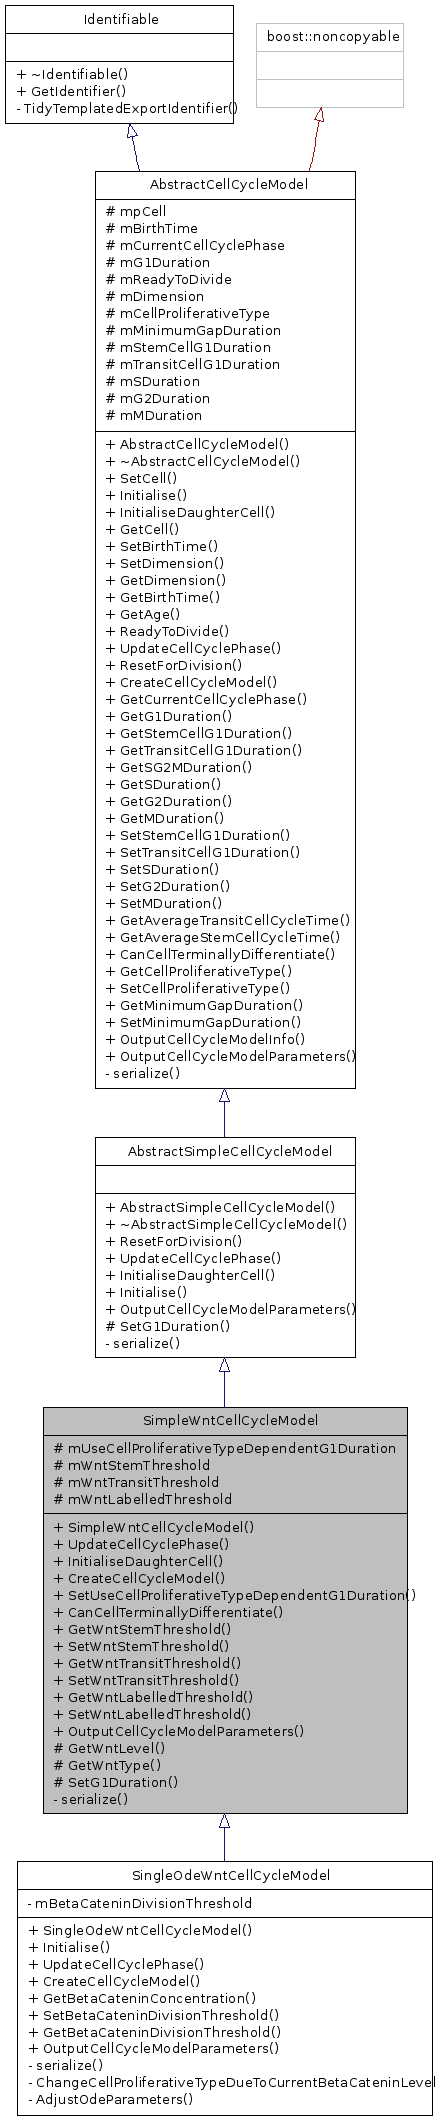 Identifiable
+ ~Identifiable()
+ GetIdentifier()
- TidyTemplatedExportIdentifier()
boost::noncopyable
AbstractCellCycleModel
# mpCell
# mBirthTime
# mCurrentCellCyclePhase
# mG1Duration
# mReadyToDivide
# mDimension
# mCellProliferativeType
# mMinimumGapDuration
# mStemCellG1Duration
# mTransitCellG1Duration
# mSDuration
# mG2Duration
# mMDuration
+ AbstractCellCycleModel()
+ ~AbstractCellCycleModel()
+ SetCell()
+ Initialise()
+ InitialiseDaughterCell()
+ GetCell()
+ SetBirthTime()
+ SetDimension()
+ GetDimension()
+ GetBirthTime()
+ GetAge()
+ ReadyToDivide()
+ UpdateCellCyclePhase()
+ ResetForDivision()
+ CreateCellCycleModel()
+ GetCurrentCellCyclePhase()
+ GetG1Duration()
+ GetStemCellG1Duration()
+ GetTransitCellG1Duration()
+ GetSG2MDuration()
+ GetSDuration()
+ GetG2Duration()
+ GetMDuration()
+ SetStemCellG1Duration()
+ SetTransitCellG1Duration()
+ SetSDuration()
+ SetG2Duration()
+ SetMDuration()
+ GetAverageTransitCellCycleTime()
+ GetAverageStemCellCycleTime()
+ CanCellTerminallyDifferentiate()
+ GetCellProliferativeType()
+ SetCellProliferativeType()
+ GetMinimumGapDuration()
+ SetMinimumGapDuration()
+ OutputCellCycleModelInfo()
+ OutputCellCycleModelParameters()
- serialize()
AbstractSimpleCellCycleModel
+ AbstractSimpleCellCycleModel()
+ ~AbstractSimpleCellCycleModel()
+ ResetForDivision()
+ UpdateCellCyclePhase()
+ InitialiseDaughterCell()
+ Initialise()
+ OutputCellCycleModelParameters()
# SetG1Duration()
- serialize()
SimpleWntCellCycleModel
# mUseCellProliferativeTypeDependentG1Duration
# mWntStemThreshold
# mWntTransitThreshold
# mWntLabelledThreshold
+ SimpleWntCellCycleModel()
+ UpdateCellCyclePhase()
+ InitialiseDaughterCell()
+ CreateCellCycleModel()
+ SetUseCellProliferativeTypeDependentG1Duration()
+ CanCellTerminallyDifferentiate()
+ GetWntStemThreshold()
+ SetWntStemThreshold()
+ GetWntTransitThreshold()
+ SetWntTransitThreshold()
+ GetWntLabelledThreshold()
+ SetWntLabelledThreshold()
+ OutputCellCycleModelParameters()
# GetWntLevel()
# GetWntType()
# SetG1Duration()
- serialize()
SingleOdeWntCellCycleModel
- mBetaCateninDivisionThreshold
+ SingleOdeWntCellCycleModel()
+ Initialise()
+ UpdateCellCyclePhase()
+ CreateCellCycleModel()
+ GetBetaCateninConcentration()
+ SetBetaCateninDivisionThreshold()
+ GetBetaCateninDivisionThreshold()
+ OutputCellCycleModelParameters()
- serialize()
- ChangeCellProliferativeTypeDueToCurrentBetaCateninLevel
- AdjustOdeParameters()